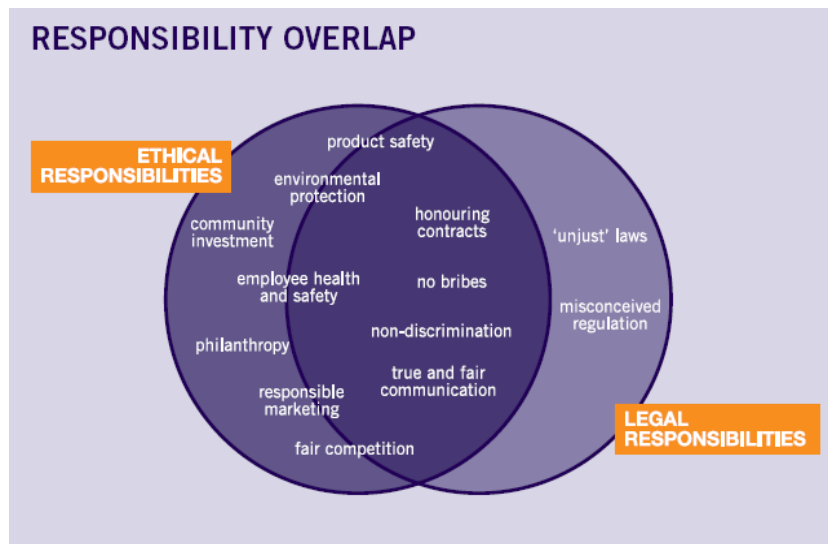 RESPONSIBILITY OVERLAP
ETHICAL
RESPONSIBILITIES
product safety
environmental
protection
community
investment
employee health
and safety
philanthropy
responsible
marketing
fair competition
honouring
contracts
no bribes
non-discrimination
true and fair
communication
‘unjust’ laws
misconceived
regulation
LEGAL
RESPONSIBILITIES